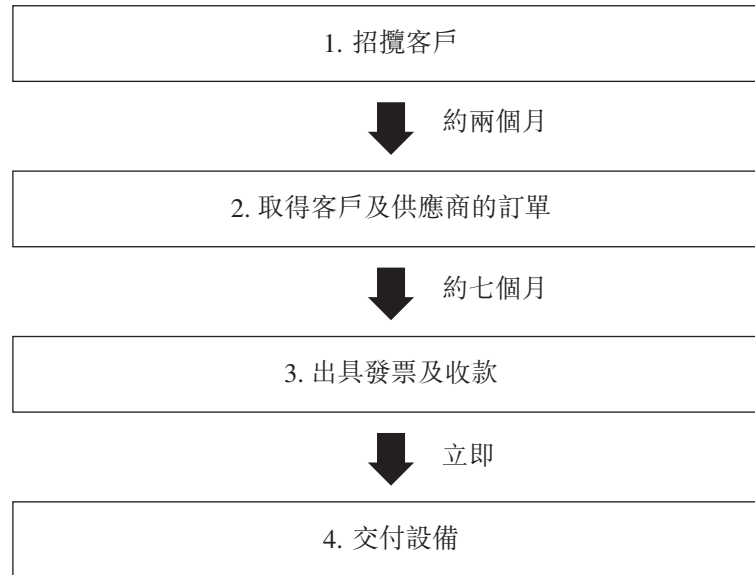 1. 招攬客戶
約兩個月
2. 取得客戶及供應商的訂單
約七個月
3. 出具發票及收款
立即
4. 交付設備